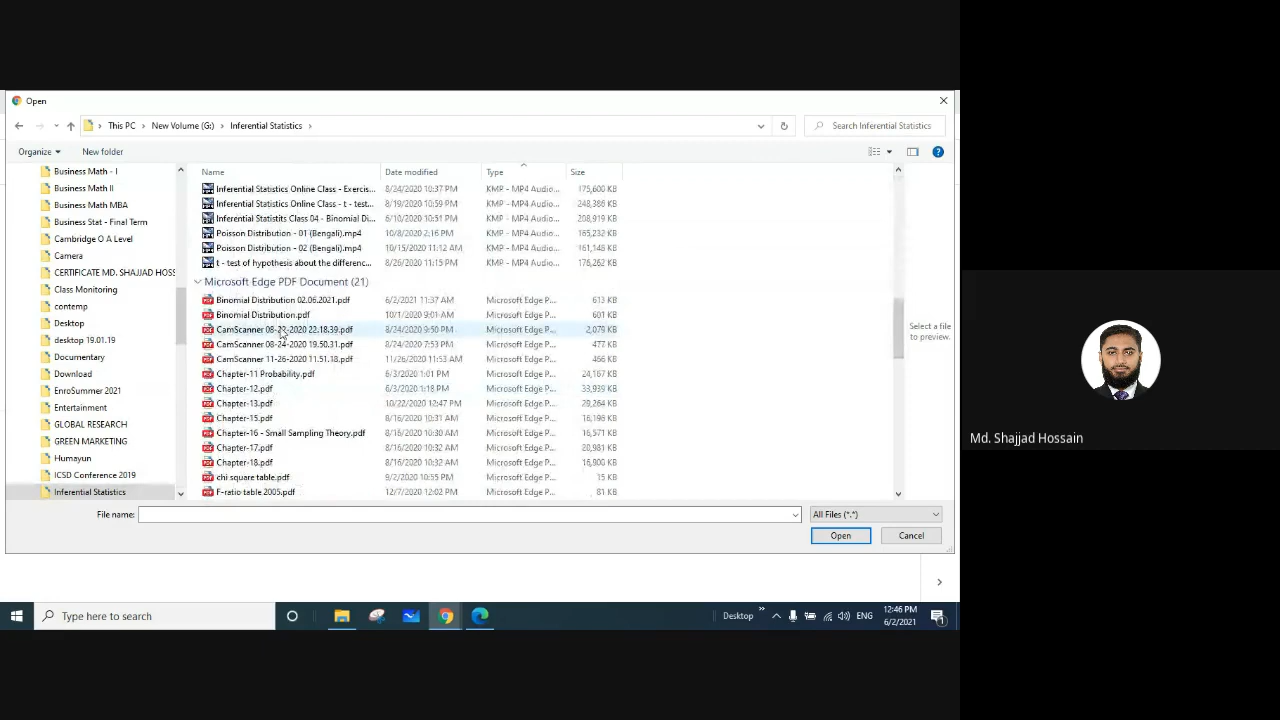 Open
This PC > New Volume (G:) > Inferential Statistics >
Search Inferential Statistics
Organize
New folder
Business Math - I
Business Math II
Business Math MBA
Business Stat - Final Term
Cambridge O A Level
Camera
CERTIFICATE MD. SHAJJAD HOSS
Class Monitoring
contemp
Desktop
desktop 19.01.19
Documentary
Download
EnroSummer 2021
Entertainment
GLOBAL RESEARCH
GREEN MARKETING
Humayun
ICSD Conference 2019
Inferential Statistics
Name Date modified Type Size
Inferential Statistics Online Class - Exercis... 8/24/2020 10:37 PM KMP - MP4 Audio... 175,600 KB
Inferential Statistics Online Class - t - test... 8/19/2020 10:59 PM KMP - MP4 Audio... 248,386 KB
Inferential Statistits Class 04 - Binomial Di... 6/10/2020 10:51 PM KMP - MP4 Audio... 208,919 KB
Poisson Distribution - 01 (Bengali).mp4 10/8/2020 2:16 PM KMP - MP4 Audio... 165,232 KB
Poisson Distribution - 02 (Bengali).mp4 10/15/2020 11:12 AM KMP - MP4 Audio... 161,146 KB
t - test of hypothesis about the differenc... 8/26/2020 11:15 PM KMP - MP4 Audio... 176,262 KB
Microsoft Edge PDF Document (21)
Binomial Distribution 02.06.2021.pdf 6/2/2021 11:37 AM Microsoft Edge P... 613 KB
Binomial Distribution.pdf 10/1/2020 9:01 AM Microsoft Edge P... 601 KB
CamScanner 08-23-2020 22.18.39.pdf 8/24/2020 9:50 PM Microsoft Edge P... 2,079 KB
CamScanner 08-24-2020 19.50.31.pdf 8/24/2020 7:53 PM Microsoft Edge P... 477 KB
CamScanner 11-26-2020 11.51.18.pdf 11/26/2020 11:53 AM Microsoft Edge P... 466 KB
Chapter-11 Probability.pdf 6/3/2020 1:01 PM Microsoft Edge P... 24,167 KB
Chapter-12.pdf 6/3/2020 1:18 PM Microsoft Edge P... 33,939 KB
Chapter-13.pdf 10/22/2020 12:47 PM Microsoft Edge P... 29,264 KB
Chapter-15.pdf 8/16/2020 10:31 AM Microsoft Edge P... 16,196 KB
Chapter-16 - Small Sampling Theory.pdf 8/16/2020 10:30 AM Microsoft Edge P... 16,571 KB
Chapter-17.pdf 8/16/2020 10:32 AM Microsoft Edge P... 20,981 KB
Chapter-18.pdf 8/16/2020 10:32 AM Microsoft Edge P... 16,900 KB
chi square table.pdf 9/2/2020 10:55 PM Microsoft Edge P... 15 KB
F-ratio table 2005.pdf 12/7/2020 12:02 PM Microsoft Edge P... 81 KB
Select a file
to preview.
File name:
All Files (*.*)
Open
Cancel
Type here to search
Desktop
ENG
12:46 PM
6/2/2021
1
Md. Shajjad Hossain